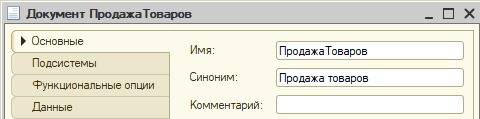 Документ ПродажаТоваров
Основные
Подсистемы
Функциональные опции
Данные
Имя: ПродажаТоваров
Синоним: Продажа товаров
Комментарий: